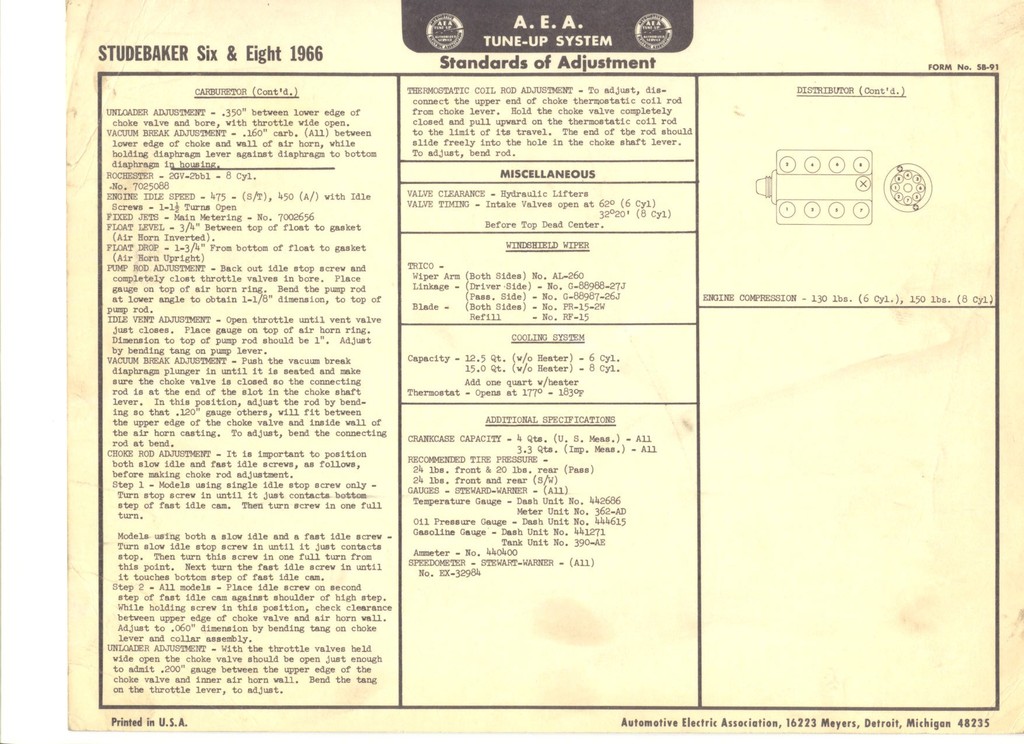 A. E. A.
TUNE-UP SYSTEM
STUDEBAKER Six & Eight 1966
Standards of Adjustment
FORM No. SB-91
CARBURETOR (Cont'd.)
UNLOADER ADJUSTMENT - .350" between lower edge of
choke valve and bore, with throttle wide open.
VACUUM BREAK ADJUSTMENT - .160" carb. (All) between
lower edge of choke and wall of air horn, while
holding diaphragm lever against diaphragm to bottom
diaphragm in housing.
ROCHESTER - 2GV-2bbl - 8 Cyl.
No. 7025088
ENGINE IDLE SPEED - 475 - (S/T), 450 (A/) with Idle
Screws - 1-1½ Turns Open
FIXED JETS - Main Metering - No. 7002656
FLOAT LEVEL - 3/4" Between top of float to gasket
(Air Horn Inverted).
FLOAT DROP - 1-3/4" From bottom of float to gasket
(Air Horn Upright)
PUMP ROD ADJUSTMENT - Back out idle stop screw and
completely clost throttle valves in bore. Place
gauge on top of air horn ring. Bend the pump rod
at lower angle to obtain 1-1/8" dimension, to top of
pump rod.
IDLE VENT ADJUSTMENT - Open throttle until vent valve
just closes. Place gauge on top of air horn ring.
Dimension to top of pump rod should be 1". Adjust
by bending tang on pump lever.
VACUUM BREAK ADJUSTMENT - Push the vacuum break
diaphragm plunger in until it is seated and make
sure the choke valve is closed so the connecting
rod is at the end of the slot in the choke shaft
lever. In this position, adjust the rod by bend-
ing so that .120" gauge others, will fit between
the upper edge of the choke valve and inside wall of
the air horn casting. To adjust, bend the connecting
rod at bend.
CHOKE ROD ADJUSTMENT - It is important to position
both slow idle and fast idle screws, as follows,
before making choke rod adjustment.
Step 1 - Models using single idle stop screw only -
Turn stop screw in until it just contacts bottom
step of fast idle cam. Then turn screw in one full
turn.
Models using both a slow idle and a fast idle screw -
Turn slow idle stop screw in until it just contacts
stop. Then turn this screw in one full turn from
this point. Next turn the fast idle screw in until
it touches bottom step of fast idle cam.
Step 2 - All models - Place idle screw on second
step of fast idle cam against shoulder of high step.
While holding screw in this position, check clearance
between upper edge of choke valve and air horn wall.
Adjust to .060" dimension by bending tang on choke
lever and collar assembly.
UNLOADER ADJUSTMENT - With the throttle valves held
wide open the choke valve should be open just enough
to admit .200" gauge between the upper edge of the
choke valve and inner air horn wall. Bend the tang
on the throttle lever, to adjust.
THERMOSTATIC COIL ROD ADJUSTMENT - To adjust, dis-
connect the upper end of choke thermostatic coil rod
from choke lever. Hold the choke valve completely
closed and pull upward on the thermostatic coil rod
to the limit of its travel. The end of the rod should
slide freely into the hole in the choke shaft lever.
To adjust, bend rod.
MISCELLANEOUS
VALVE CLEARANCE - Hydraulic Lifters
VALVE TIMING - Intake Valves open at 62° (6 Cyl)
32°20' (8 Cyl)
Before Top Dead Center.
WINDSHIELD WIPER
TRICO -
Wiper Arm (Both Sides) No. AL-260
Linkage - (Driver Side) - No. G-88988-27J
(Pass. Side) - No. G-88987-26J
Blade - (Both Sides) - No. PR-15-2W
Refill - No. RF-15
COOLING SYSTEM
Capacity - 12.5 Qt. (w/o Heater) - 6 Cyl.
15.0 Qt. (w/o Heater) - 8 Cyl.
Add one quart w/heater
Thermostat - Opens at 177° - 183°F
ADDITIONAL SPECIFICATIONS
CRANKCASE CAPACITY - 4 Qts. (U. S. Meas.) - All
3.3 Qts. (Imp. Meas.) - All
RECOMMENDED TIRE PRESSURE -
24 lbs. front & 20 lbs. rear (Pass)
24 lbs. front and rear (S/W)
GAUGES - STEWARD-WARNER - (All)
Temperature Gauge - Dash Unit No. 442686
Meter Unit No. 362-AD
Oil Pressure Gauge - Dash Unit No. 444615
Gasoline Gauge - Dash Unit No. 441271
Tank Unit No. 390-AE
Ammeter - No. 440400
SPEEDOMETER - STEWART-WARNER - (All)
No. EX-32984
DISTRIBUTOR (Cont'd.)
2 4 6 8
1 3 5 7
ENGINE COMPRESSION - 130 lbs. (6 Cyl.), 150 lbs. (8 Cyl)
Printed in U.S.A.
Automotive Electric Association, 16223 Meyers, Detroit, Michigan 48235